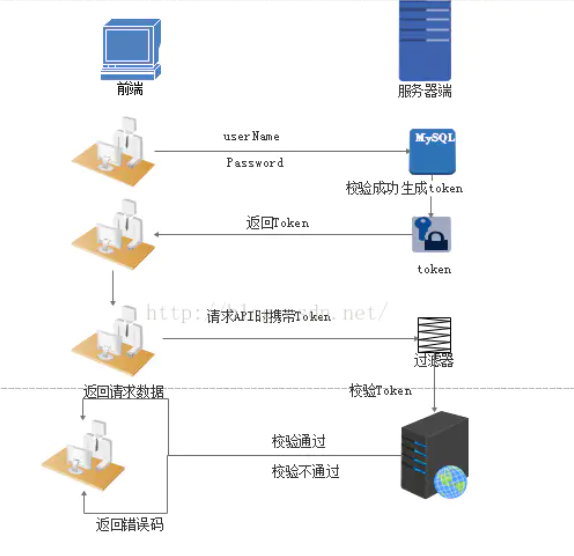 前端
服务器端
userName
MySQL
Password
校验成功生成token
返回Token
token
请求API时携带Token
过滤器
返回请求数据
校验Token
校验通过
校验不通过
返回错误码